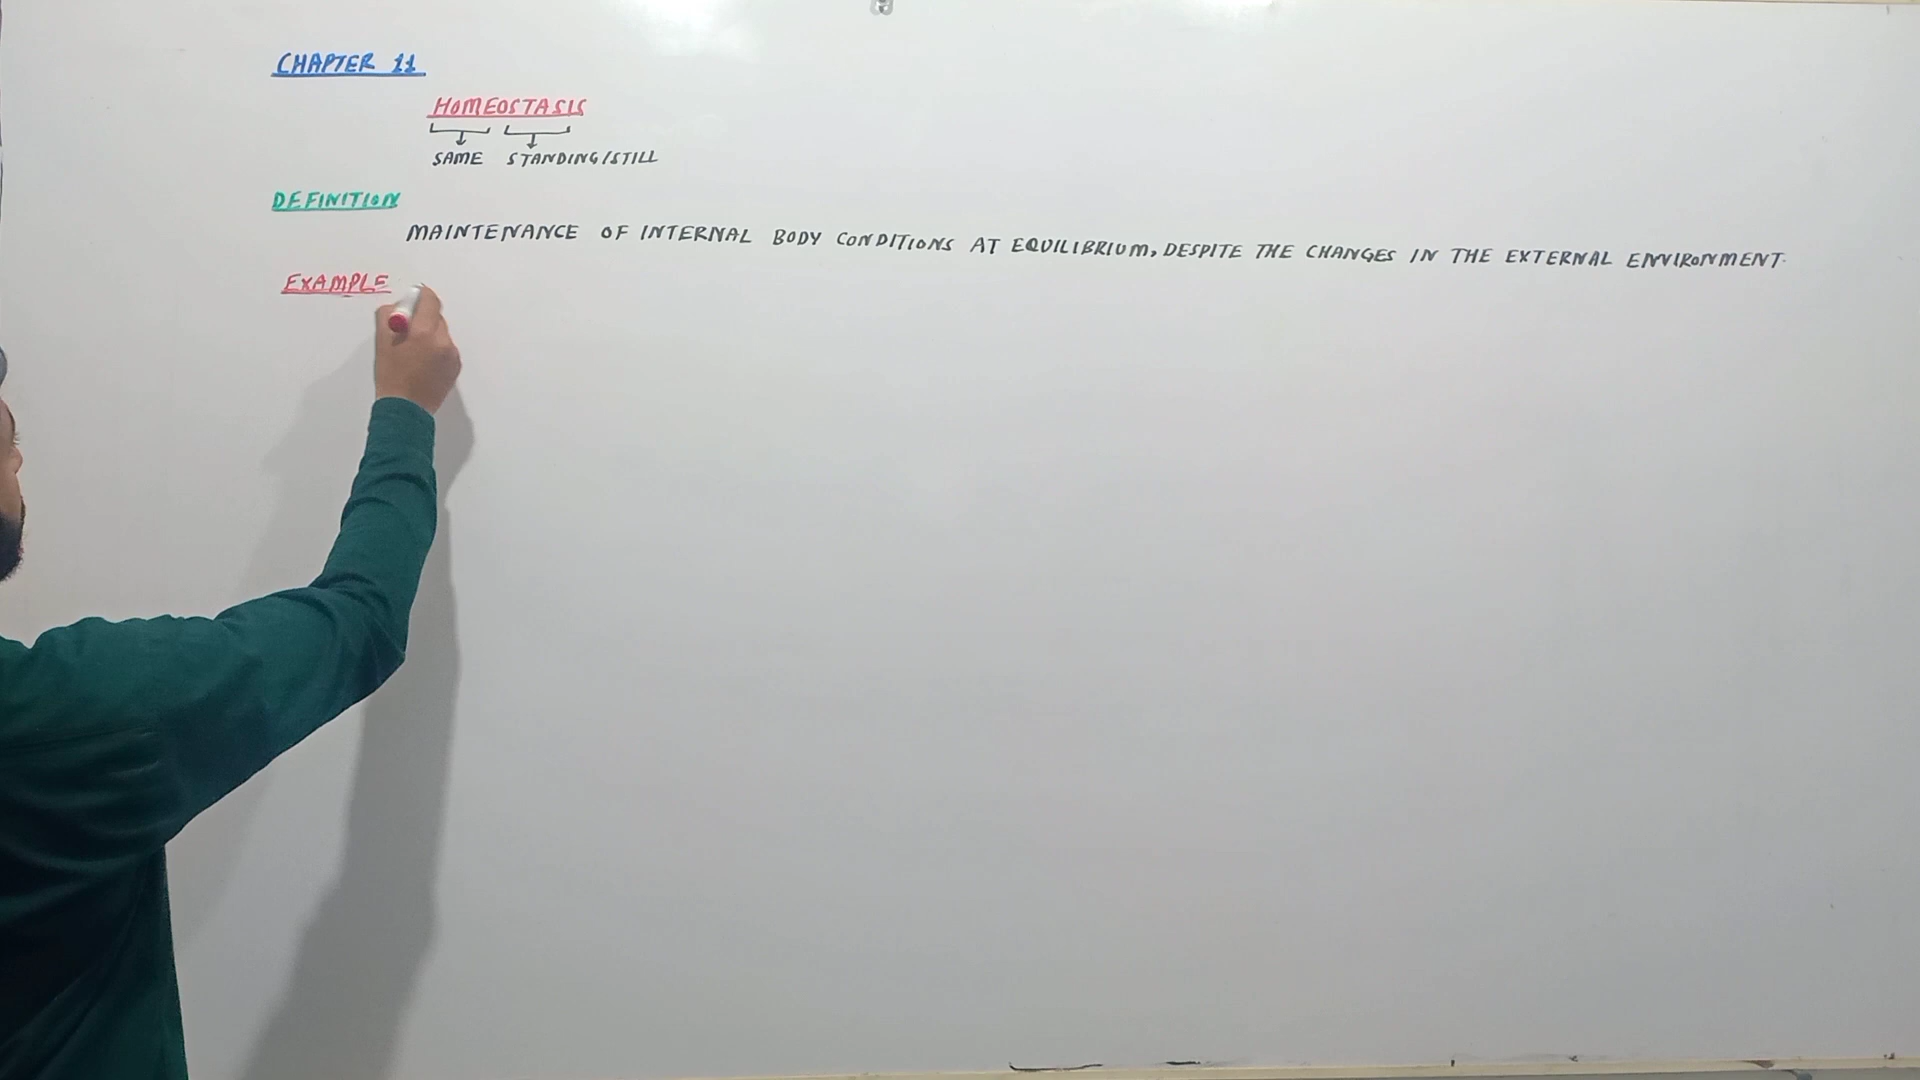 CHAPTER 11
HOMEOSTASIS
SAME STANDING/STILL
DEFINITION
MAINTENANCE OF INTERNAL BODY CONDITIONS AT EQUILIBRIUM, DESPITE THE CHANGES IN THE EXTERNAL ENVIRONMENT.
EXAMPLE